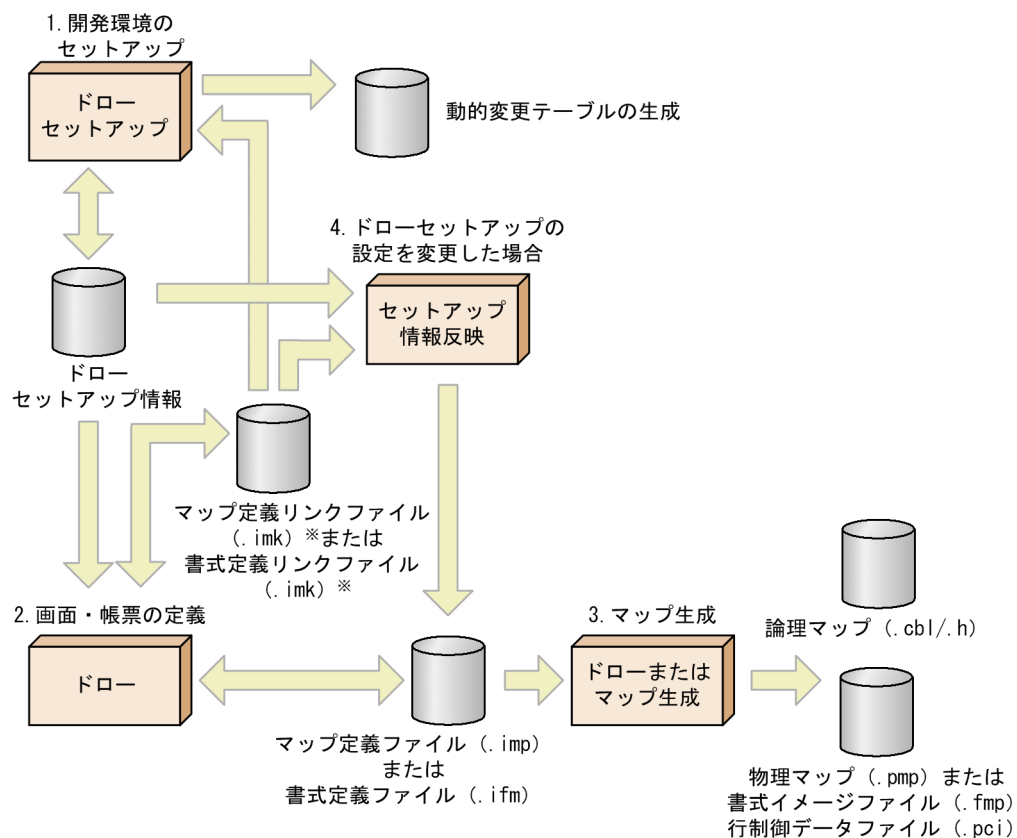 1.開発環境の
セットアップ
ドロー
セットアップ
動的変更テーブルの生成
4.ドローセットアップの
設定を変更した場合
セットアップ
情報反映
ドロー
セットアップ情報
マップ定義リンクファイル
(.imk)※または
書式定義リンクファイル
(.imk)※
2.画面・帳票の定義
ドロー
マップ定義ファイル(.imp)
または
書式定義ファイル(.ifm)
3.マップ生成
ドローまたは
マップ生成
論理マップ(.cbl/.h)
物理マップ(.pmp)または
書式イメージファイル(.fmp)
行制御データファイル(.pci)